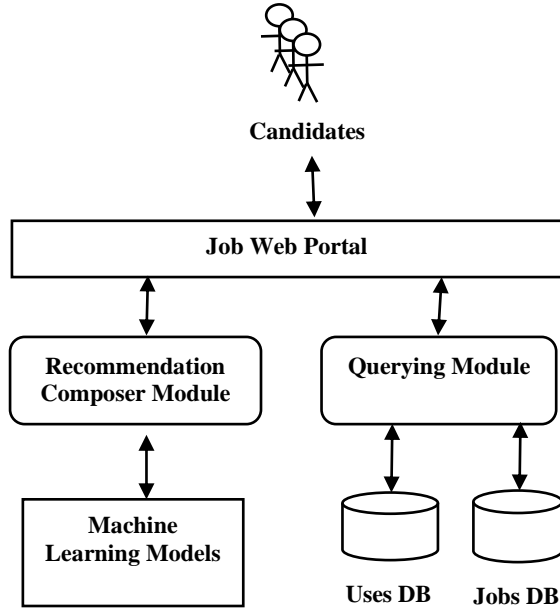 Candidates
Job Web Portal
Recommendation
Composer Module
Querying Module
Machine
Learning Models
Uses DB
Jobs DB